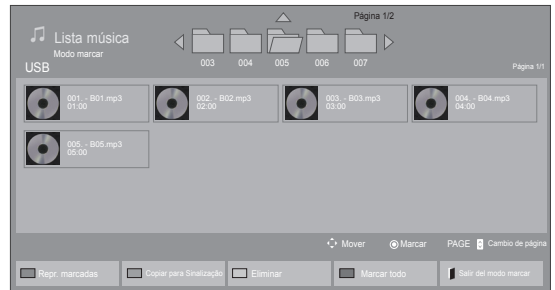 Página 1/2
Lista música
Modo marcar
USB
003 004 005 006 007
Página 1/1
001. - B01.mp3 002. - B02.mp3 003. - B03.mp3 004. - B04.mp3
01:00 02:00 03:00 04:00
005. - B05.mp3
05:00
Mover Marcar PAGE Cambio de página
Repr. marcadas Copiar para Sinalização Eliminar Marcar todo Salir del modo marcar